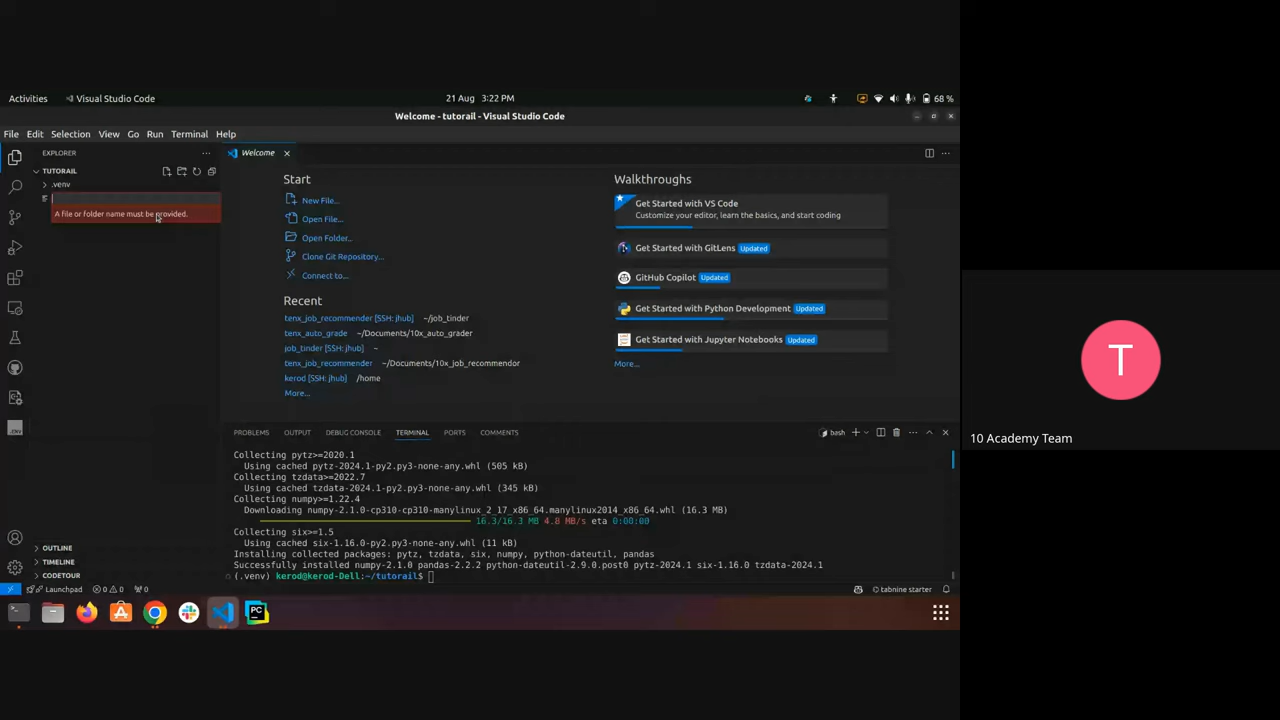 Activities
Visual Studio Code
21 Aug 3:22 PM
68 %
Welcome - tutorail - Visual Studio Code
File Edit Selection View Go Run Terminal Help
EXPLORER
TUTORAIL
.venv
A file or folder name must be provided.
OUTLINE
TIMELINE
CODETOUR
Welcome
Start
New File...
Open File...
Open Folder...
Clone Git Repository...
Connect to...
Recent
tenx_job_recommender [SSH: jhub] ~/job_tinder
tenx_auto_grade ~/Documents/10x_auto_grader
job_tinder [SSH: jhub] ~
tenx_job_recommender ~/Documents/10x_job_recommendor
kerod [SSH: jhub] /home
More...
Walkthroughs
Get Started with VS Code
Customize your editor, learn the basics, and start coding
Get Started with GitLens Updated
GitHub Copilot Updated
Get Started with Python Development Updated
Get Started with Jupyter Notebooks Updated
More...
PROBLEMS OUTPUT DEBUG CONSOLE TERMINAL PORTS COMMENTS
bash
Collecting pytz>=2020.1
Using cached pytz-2024.1-py2.py3-none-any.whl (505 kB)
Collecting tzdata>=2022.7
Using cached tzdata-2024.1-py2.py3-none-any.whl (345 kB)
Collecting numpy>=1.22.4
Downloading numpy-2.1.0-cp310-cp310-manylinux_2_17_x86_64.manylinux2014_x86_64.whl (16.3 MB)
16.3/16.3 MB 4.8 MB/s eta 0:00:00
Collecting six>=1.5
Using cached six-1.16.0-py2.py3-none-any.whl (11 kB)
Installing collected packages: pytz, tzdata, six, numpy, python-dateutil, pandas
Successfully installed numpy-2.1.0 pandas-2.2.2 python-dateutil-2.9.0.post0 pytz-2024.1 six-1.16.0 tzdata-2024.1
(.venv) kerod@kerod-Dell:~/tutorail$
Launchpad
0 0
0
tabnine starter
.ENV
PC
T
10 Academy Team